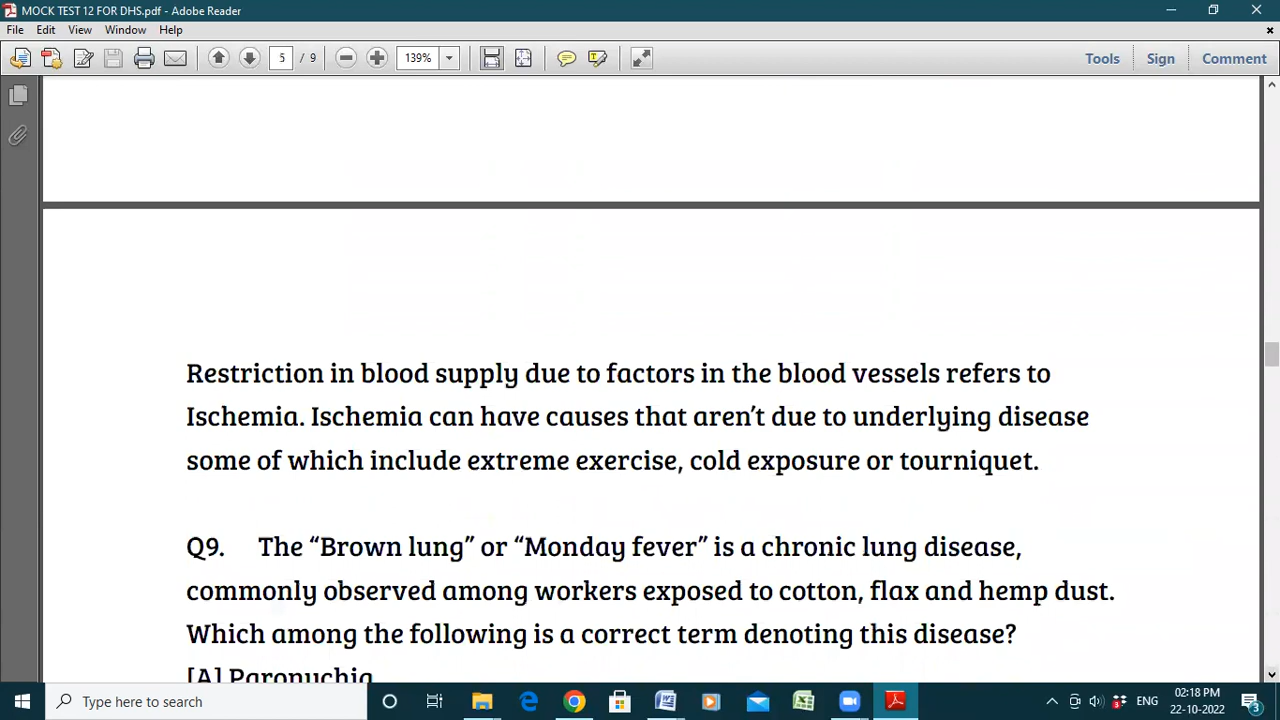 MOCK TEST 12 FOR DHS.pdf - Adobe Reader
File Edit View Window Help
5 / 9 139% Tools Sign Comment
Restriction in blood supply due to factors in the blood vessels refers to
Ischemia. Ischemia can have causes that aren’t due to underlying disease
some of which include extreme exercise, cold exposure or tourniquet.
Q9. The “Brown lung” or “Monday fever” is a chronic lung disease,
commonly observed among workers exposed to cotton, flax and hemp dust.
Which among the following is a correct term denoting this disease?
[A] Paronychia
Type here to search
ENG
02:18 PM
22-10-2022
3
3